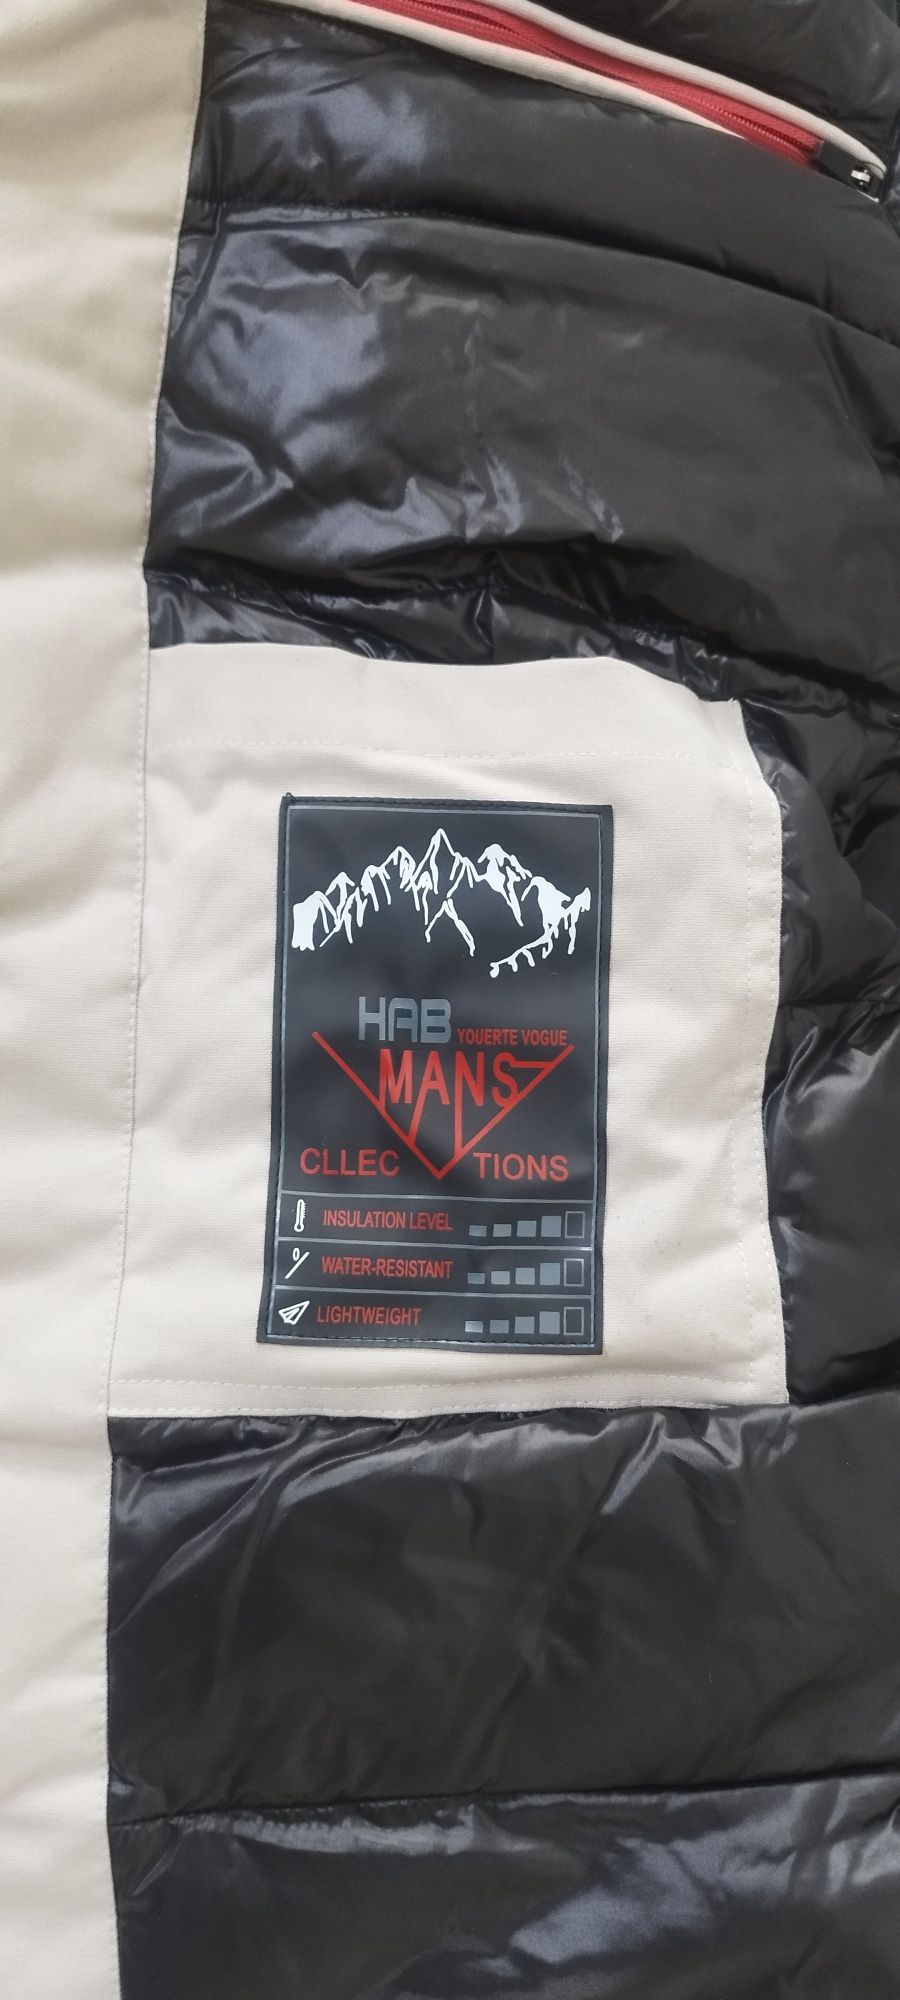 HAB YOUERTE VOGUE
MANS
CLLEC TIONS
INSULATION LEVEL
WATER-RESISTANT
LIGHTWEIGHT